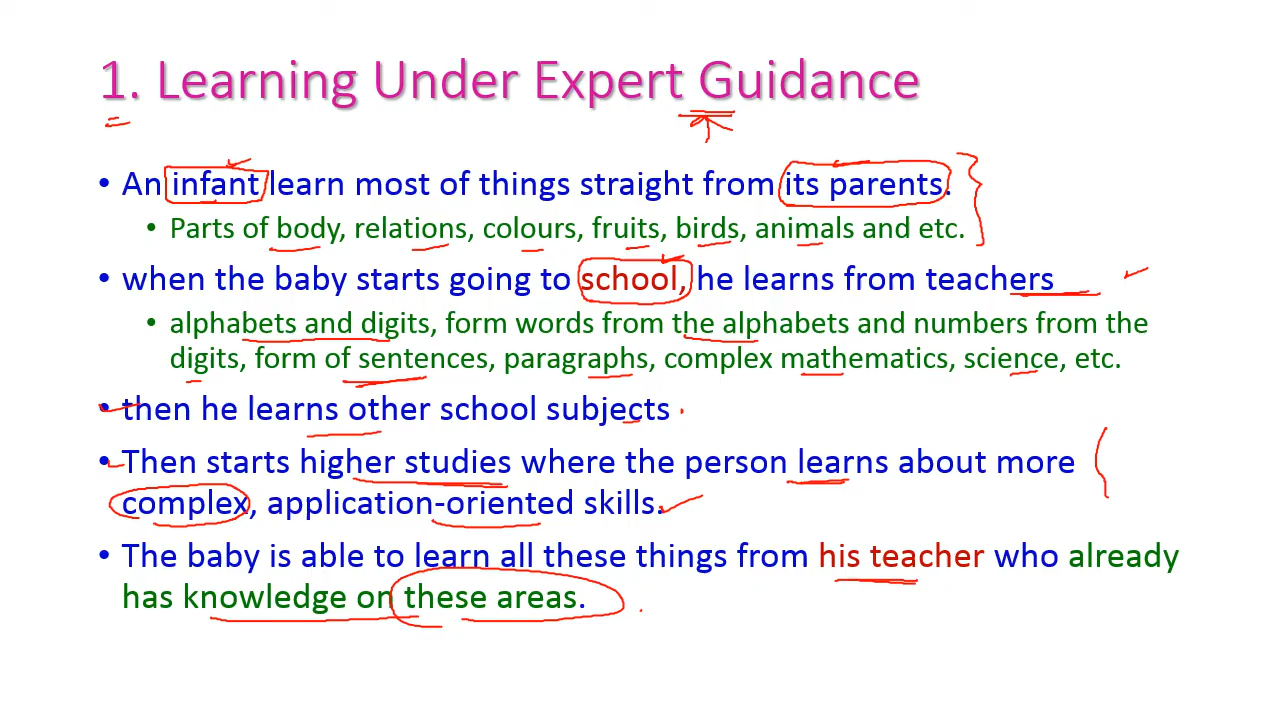 1. Learning Under Expert Guidance
• An infant learn most of things straight from its parents.
• Parts of body, relations, colours, fruits, birds, animals and etc.
• when the baby starts going to school, he learns from teachers
• alphabets and digits, form words from the alphabets and numbers from the
digits, form of sentences, paragraphs, complex mathematics, science, etc.
• then he learns other school subjects
• Then starts higher studies where the person learns about more
complex, application-oriented skills.
• The baby is able to learn all these things from his teacher who already
has knowledge on these areas.